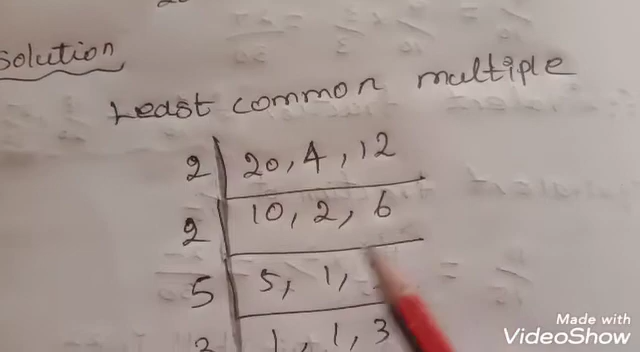 Solution
Least common multiple
2 20, 4, 12
2 10, 2, 6
5 5, 1,
3 1, 1, 3
Made with
VideoShow